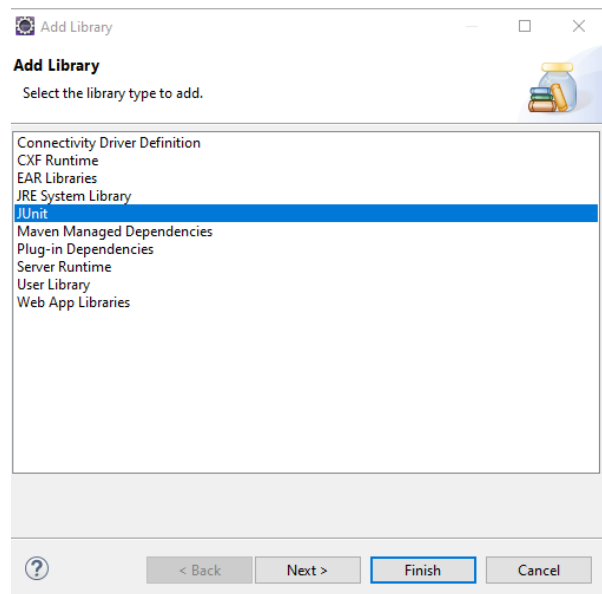 Add Library
Add Library
Select the library type to add.
Connectivity Driver Definition
CXF Runtime
EAR Libraries
JRE System Library
JUnit
Maven Managed Dependencies
Plug-in Dependencies
Server Runtime
User Library
Web App Libraries
? < Back Next > Finish Cancel